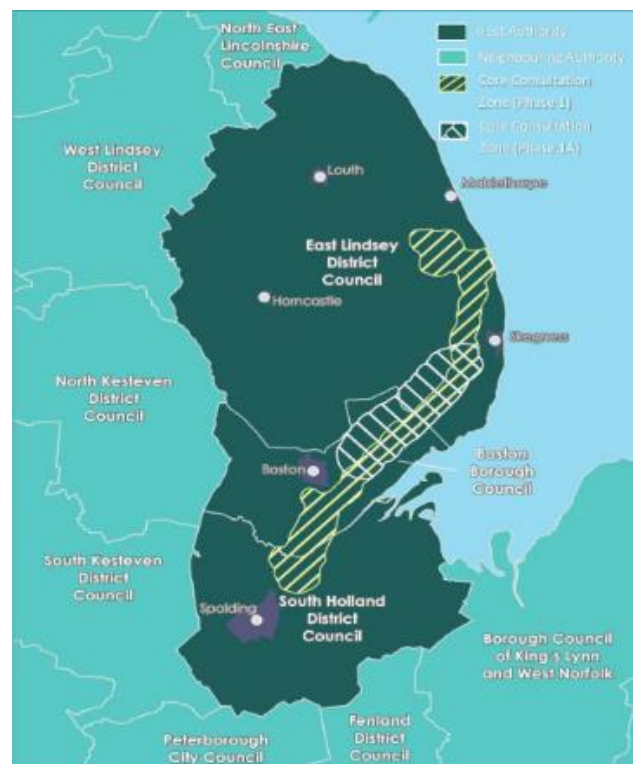 North East
Lincolnshire
Council
Host Authority
Neighbouring Authority
Core Consultation
Zone (Phase 1)
Core Consultation
Zone (Phase 1A)
West Lindsey
District
Council
Louth
Mablethorpe
East Lindsey
District
Council
Horncastle
Skegness
North Kesteven
District
Council
Boston
Boston
Borough
Council
South Kesteven
District
Council
Spalding
South Holland
District
Council
Borough Council
of King's Lynn
and West Norfolk
Peterborough
City Council
Fenland
District
Council